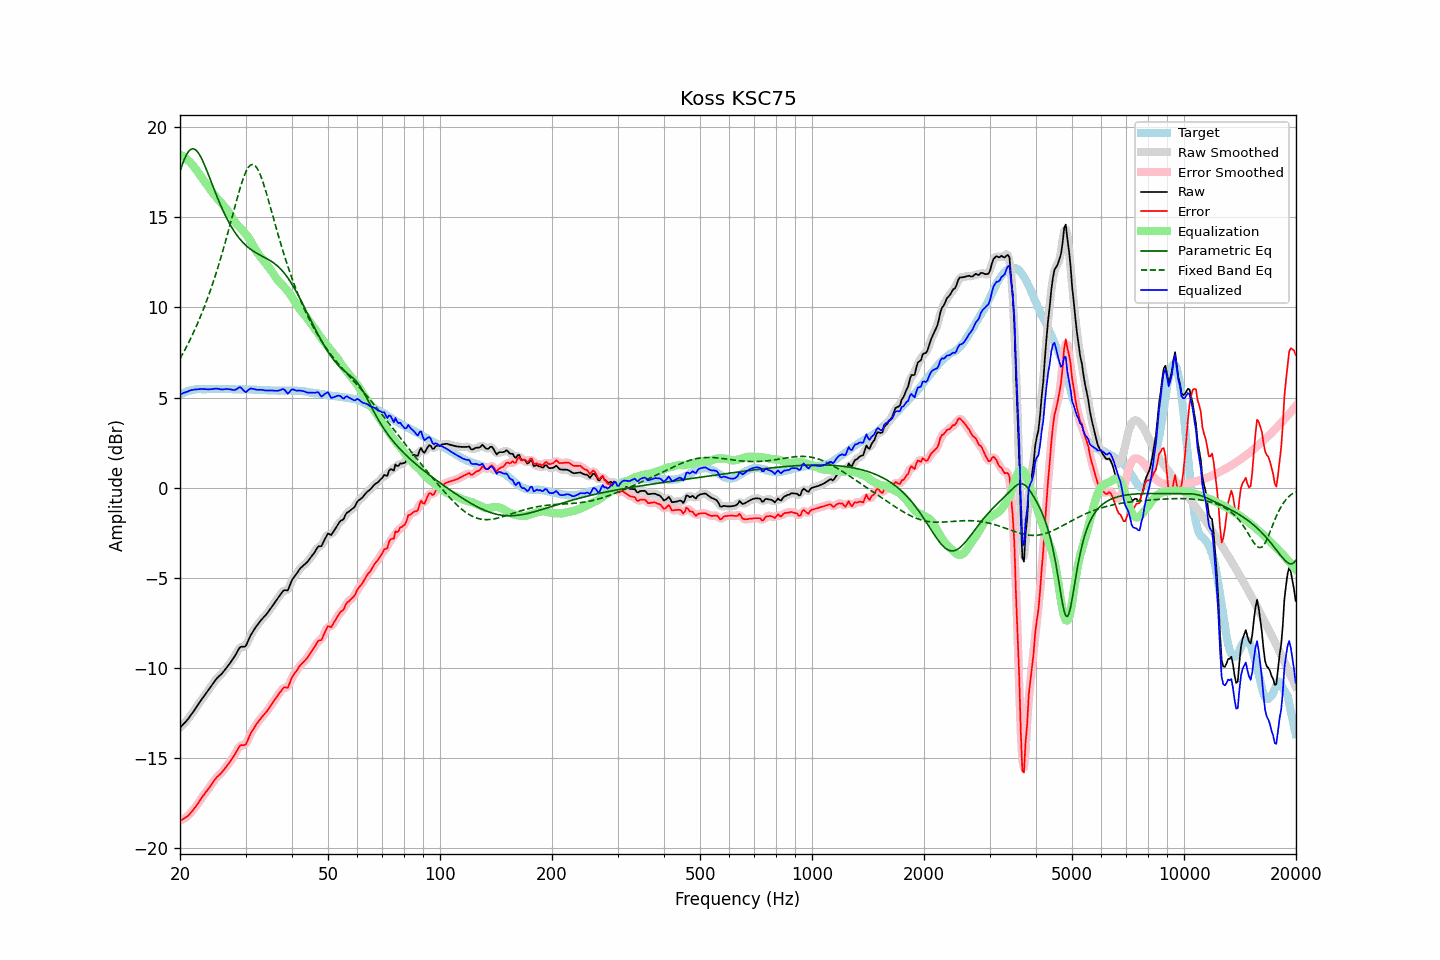 Koss KSC75
Amplitude (dBr)
20
15
10
5
0
−5
−10
−15
−20
Target
Raw Smoothed
Error Smoothed
Raw
Error
Equalization
Parametric Eq
Fixed Band Eq
Equalized
20 50 100 200 500 1000 2000 5000 10000 20000
Frequency (Hz)